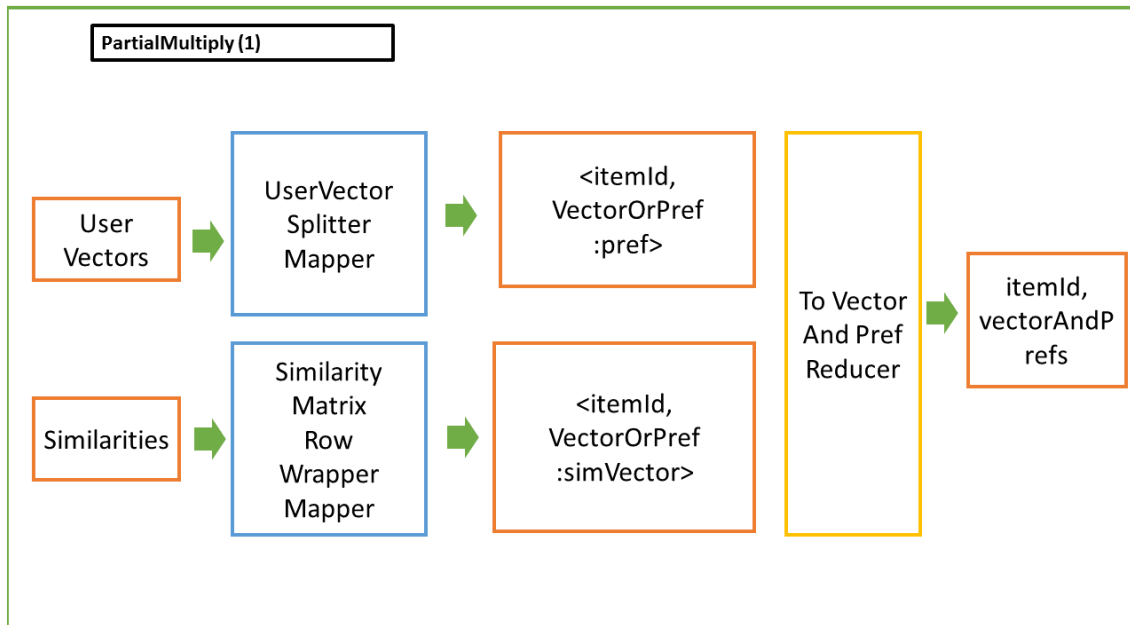 PartialMultiply (1)
User
Vectors
UserVector
Splitter
Mapper
<itemId,
VectorOrPref
:pref>
Similarities
Similarity
Matrix
Row
Wrapper
Mapper
<itemId,
VectorOrPref
:simVector>
To Vector
And Pref
Reducer
itemId,
vectorAndP
refs